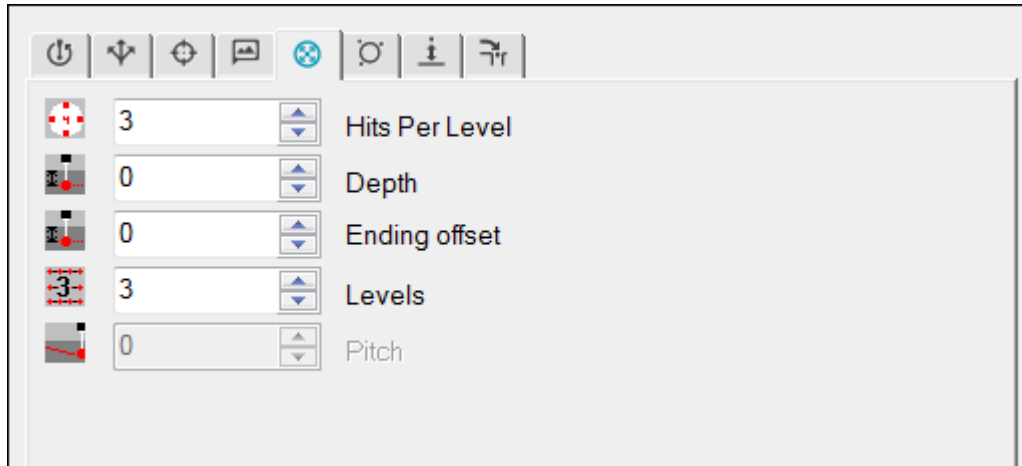 3 Hits Per Level
0 Depth
0 Ending offset
3 Levels
0 Pitch